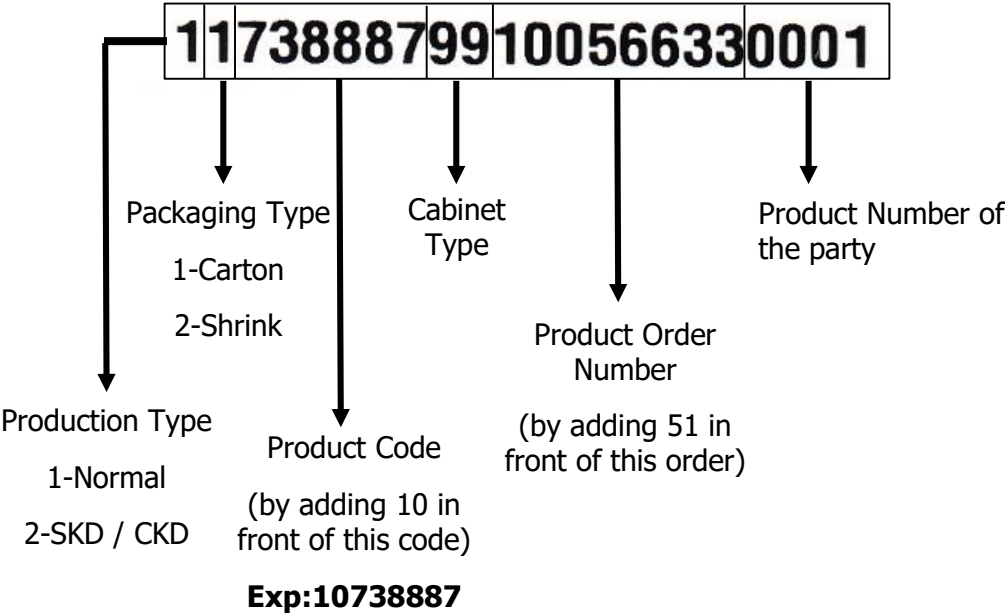 1173888799100566330001
Packaging Type
1-Carton
2-Shrink
Cabinet
Type
Product Number of
the party
Product Order
Number
(by adding 51 in
front of this order)
Production Type
1-Normal
2-SKD / CKD
Product Code
(by adding 10 in
front of this code)
Exp:10738887